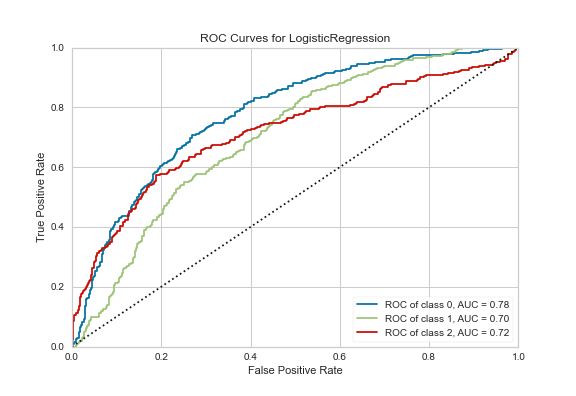 ROC Curves for LogisticRegression
True Positive Rate
1.0
0.8
0.6
0.4
0.2
0.0
ROC of class 0, AUC = 0.78
ROC of class 1, AUC = 0.70
ROC of class 2, AUC = 0.72
0.0 0.2 0.4 0.6 0.8 1.0
False Positive Rate